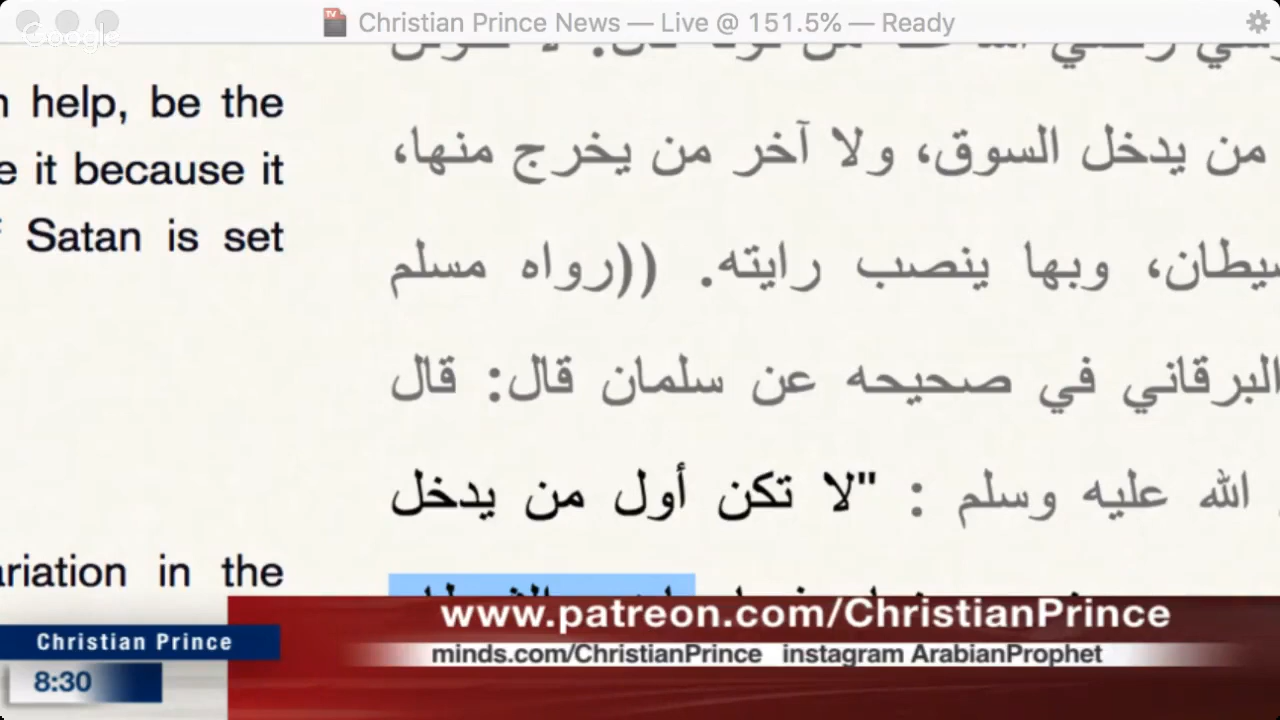 Christian Prince News — Live @ 151.5% — Ready
Google
help, be the
it because it
Satan is set
in the
من يدخل السوق، ولا آخر من يخرج منها،
وبها ينصب رايته. ((رواه مسلم
البرقاني في صحيحه عن سلمان قال: قال
الله عليه وسلم : "لا تكن أول من يدخل
Christian Prince
8:30
www.patreon.com/ChristianPrince
minds.com/ChristianPrince instagram ArabianProphet